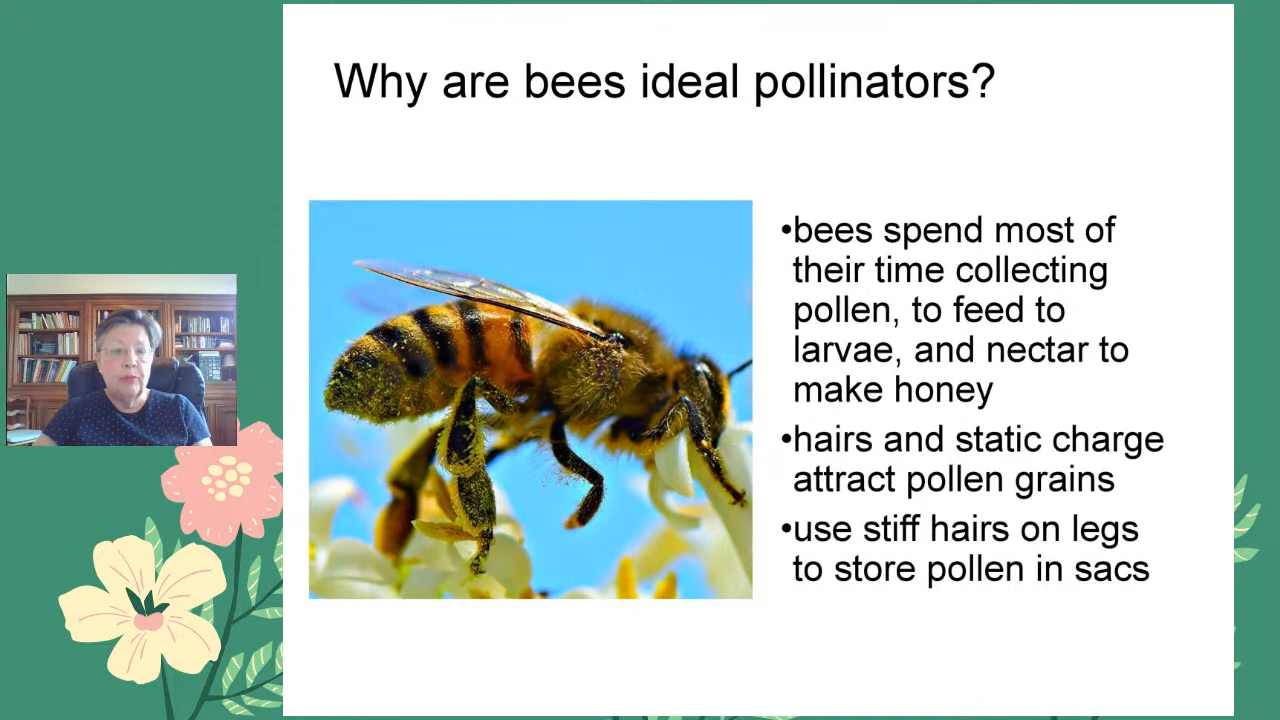 Why are bees ideal pollinators?
•bees spend most of
their time collecting
pollen, to feed to
larvae, and nectar to
make honey
•hairs and static charge
attract pollen grains
•use stiff hairs on legs
to store pollen in sacs